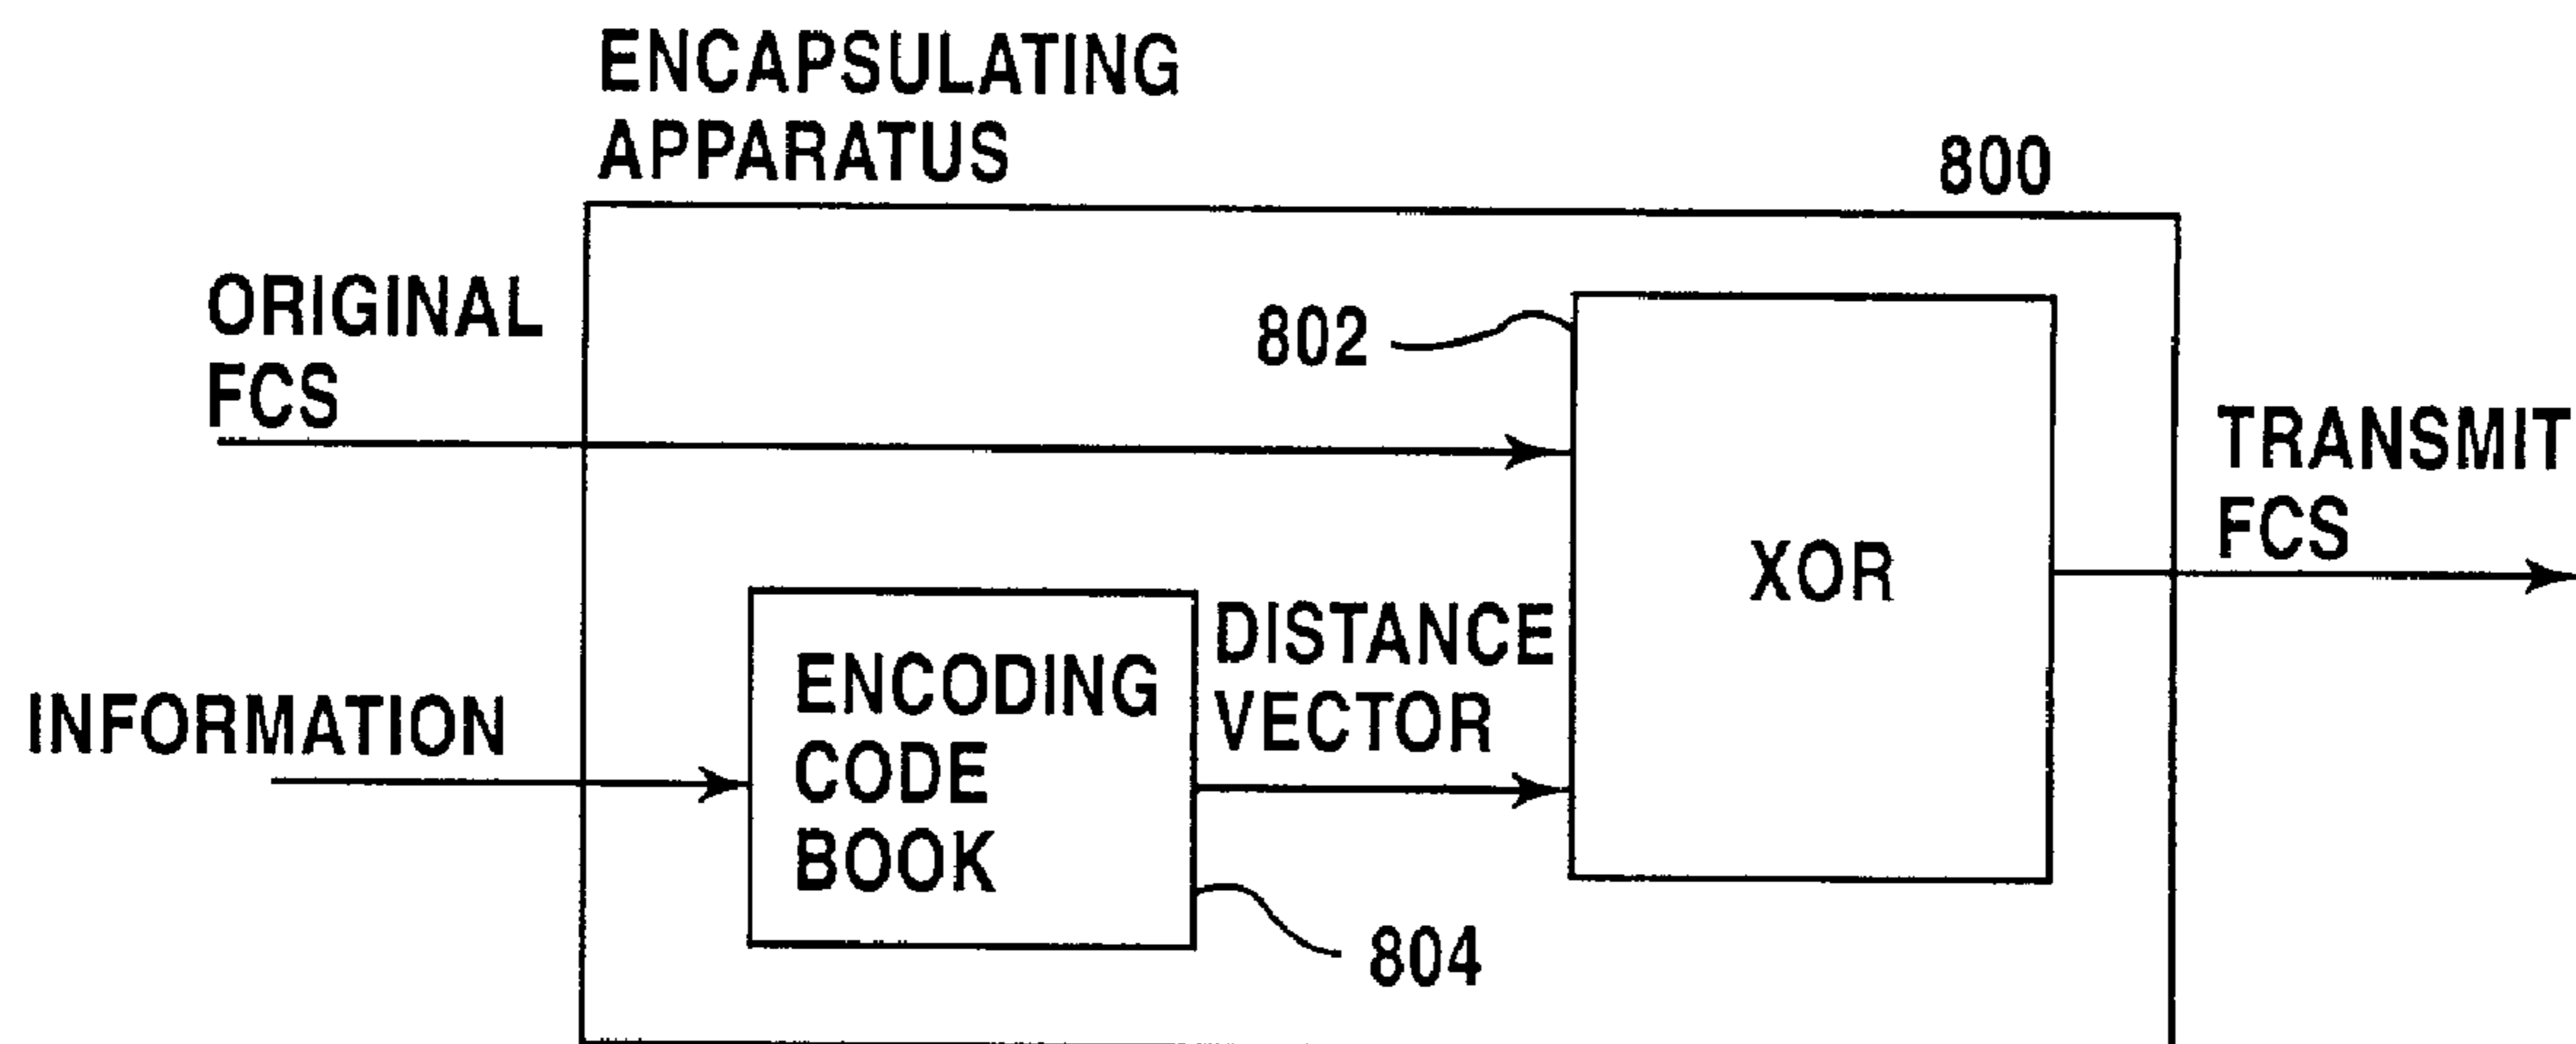 ENCAPSULATING
APPARATUS
800
ORIGINAL
FCS
802
TRANSMIT
FCS
XOR
DISTANCE
VECTOR
ENCODING
CODE
BOOK
INFORMATION
804